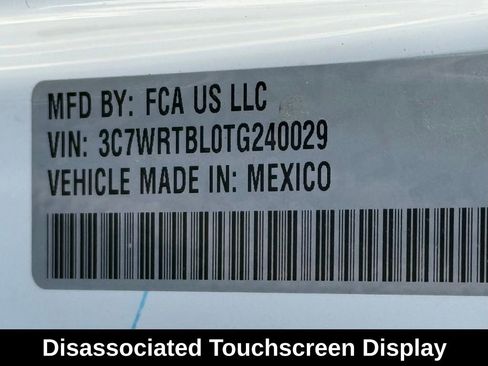 MFD BY: FCA US LLC
VIN: 3C7WRTBL0TG240029
VEHICLE MADE IN: MEXICO
Disassociated Touchscreen Display